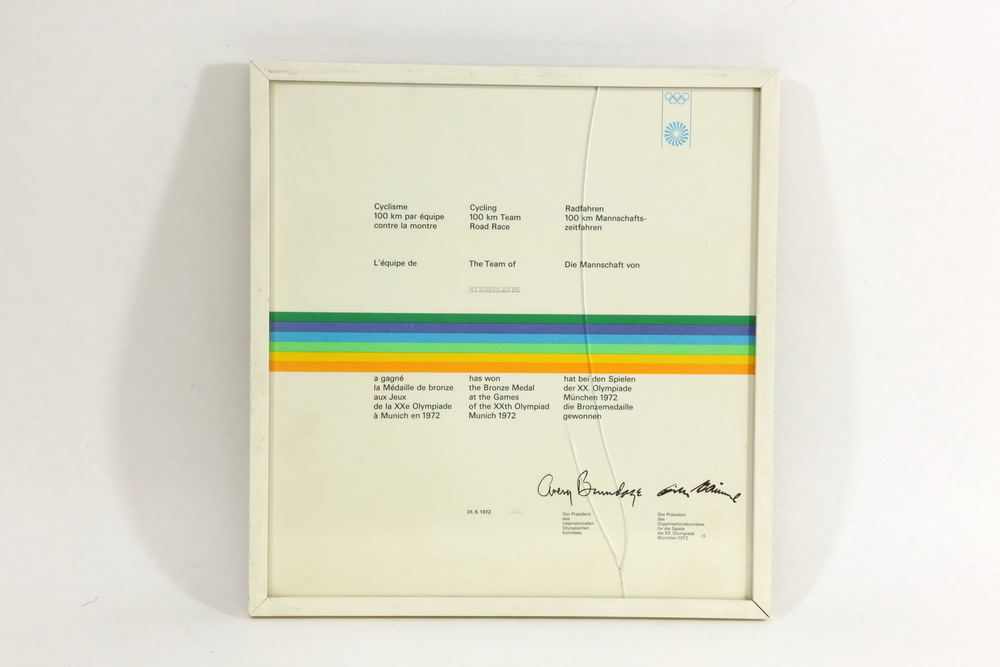 Cyclisme
100 km par équipe
contre la montre
Cycling
100 km Team
Road Race
Radfahren
100 km Mannschafts-
zeitfahren
L'équipe de
The Team of
Die Mannschaft von
NIEDERLANDE
a gagné
la Médaille de bronze
aux Jeux
de la XXe Olympiade
à Munich en 1972
has won
the Bronze Medal
at the Games
of the XXth Olympiad
Munich 1972
hat bei den Spielen
der XX. Olympiade
München 1972
die Bronzemedaille
gewonnen
Avery Brundage
29. 8. 1972
Der Präsident
des
Internationalen
Olympischen
Komitees
Der Präsident
des
Organisationskomitees
für die Spiele
der XX. Olympiade
München 1972